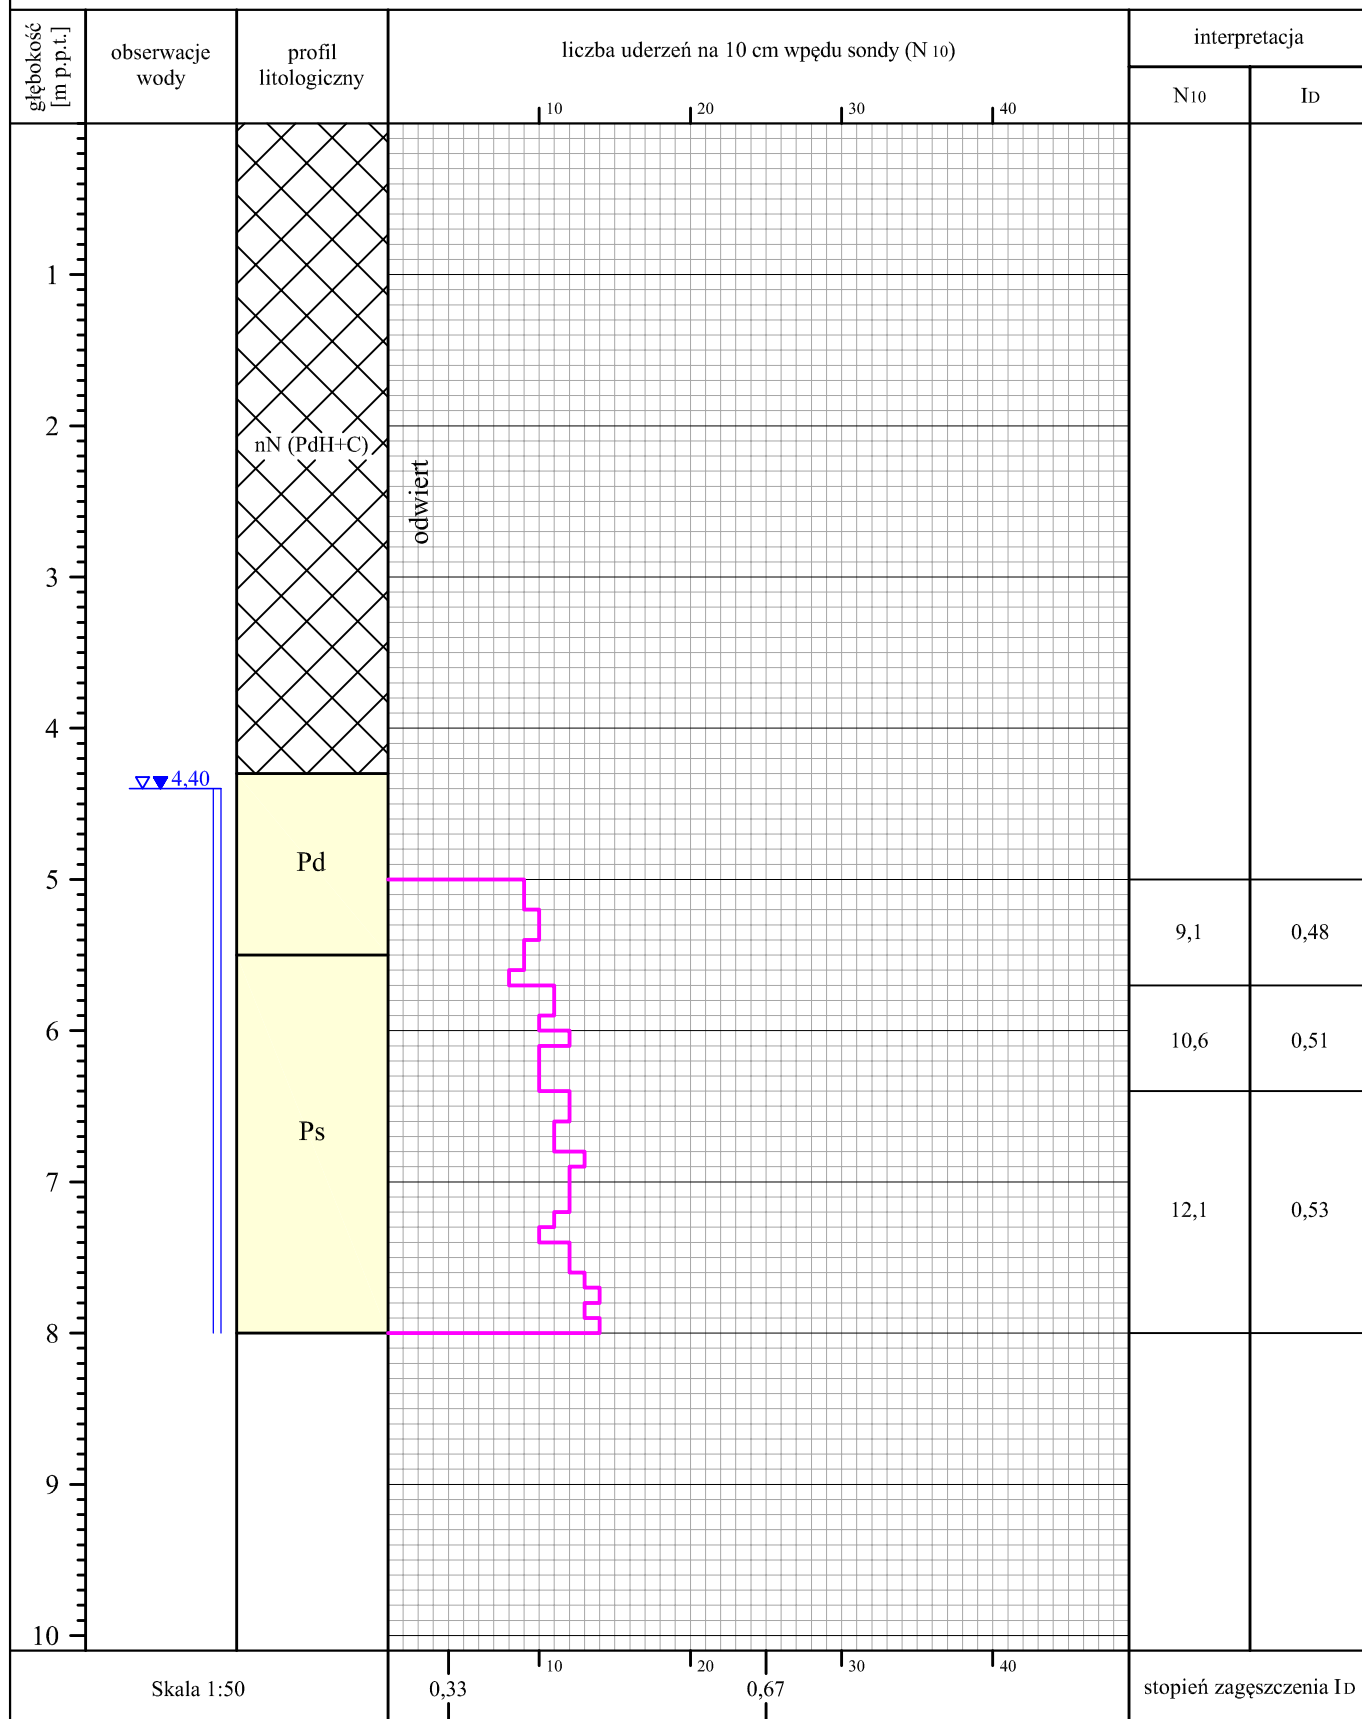 głębokość
[m p.p.t.]
obserwacje
wody
profil
litologiczny
liczba uderzeń na 10 cm wpędu sondy (N 10)
10 20 30 40
interpretacja
N10 ID
1
2
nN (PdH+C)
odwiert
3
4
4,40
Pd
5
9,1 0,48
6
10,6 0,51
Ps
7
12,1 0,53
8
9
10
10 20 30 40
Skala 1:50
0,33 0,67
stopień zagęszczenia ID